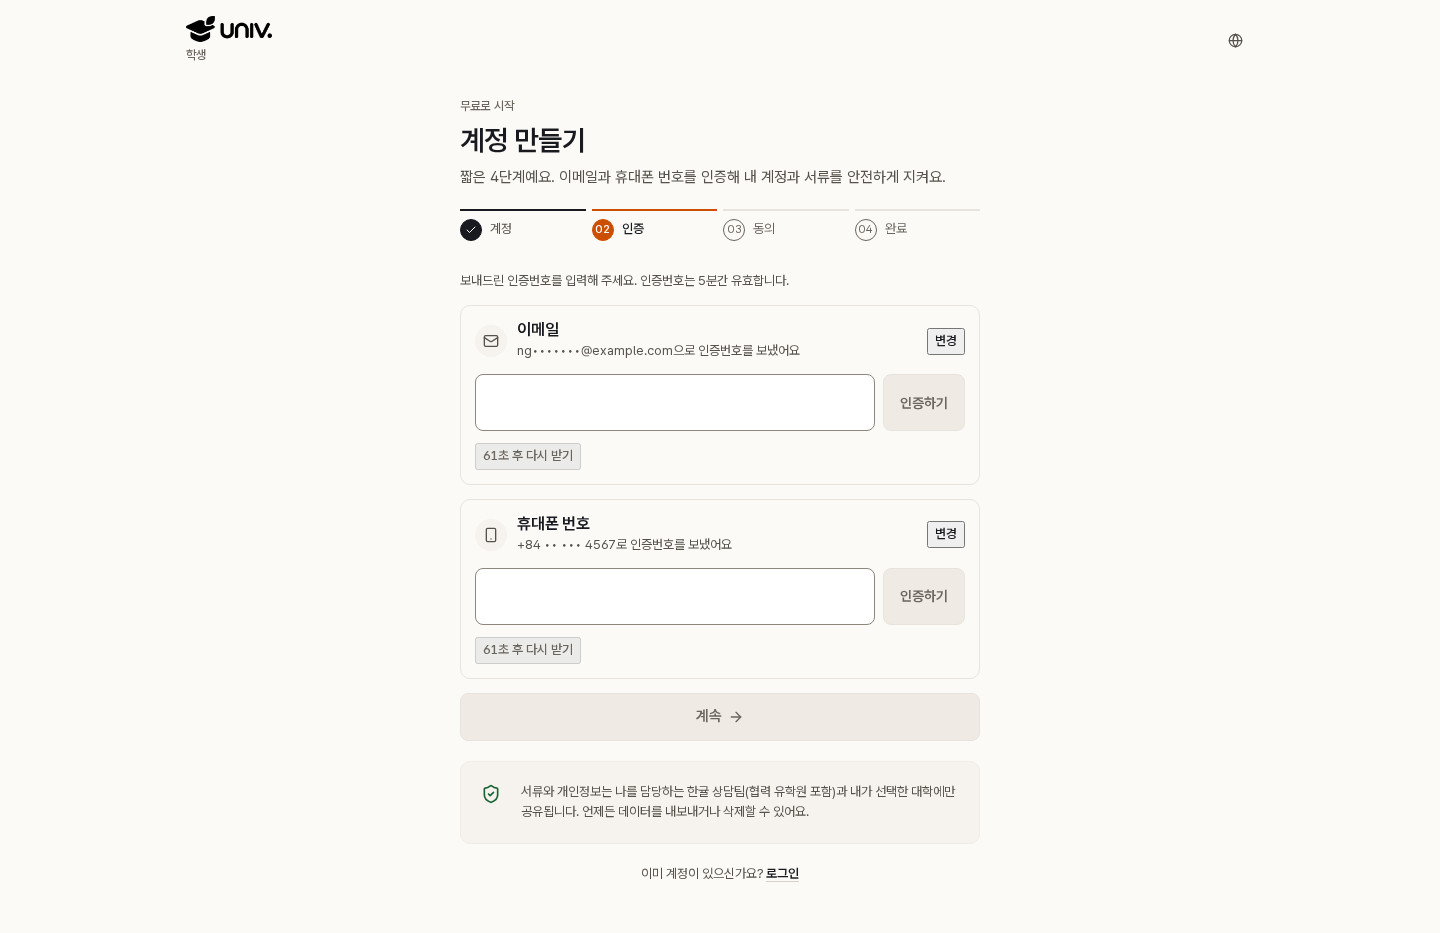 UNIV.
학생
무료로 시작
계정 만들기
짧은 4단계예요. 이메일과 휴대폰 번호를 인증해 내 계정과 서류를 안전하게 지켜요.
계정
02 인증
03 동의
04 완료
보내드린 인증번호를 입력해 주세요. 인증번호는 5분간 유효합니다.
이메일
ng•••••••@example.com으로 인증번호를 보냈어요
변경
인증하기
61초 후 다시 받기
휴대폰 번호
+84 •• ••• 4567로 인증번호를 보냈어요
변경
인증하기
61초 후 다시 받기
계속 →
서류와 개인정보는 나를 담당하는 한귤 상담팀(협력 유학원 포함)과 내가 선택한 대학에만
공유됩니다. 언제든 데이터를 내보내거나 삭제할 수 있어요.
이미 계정이 있으신가요? 로그인